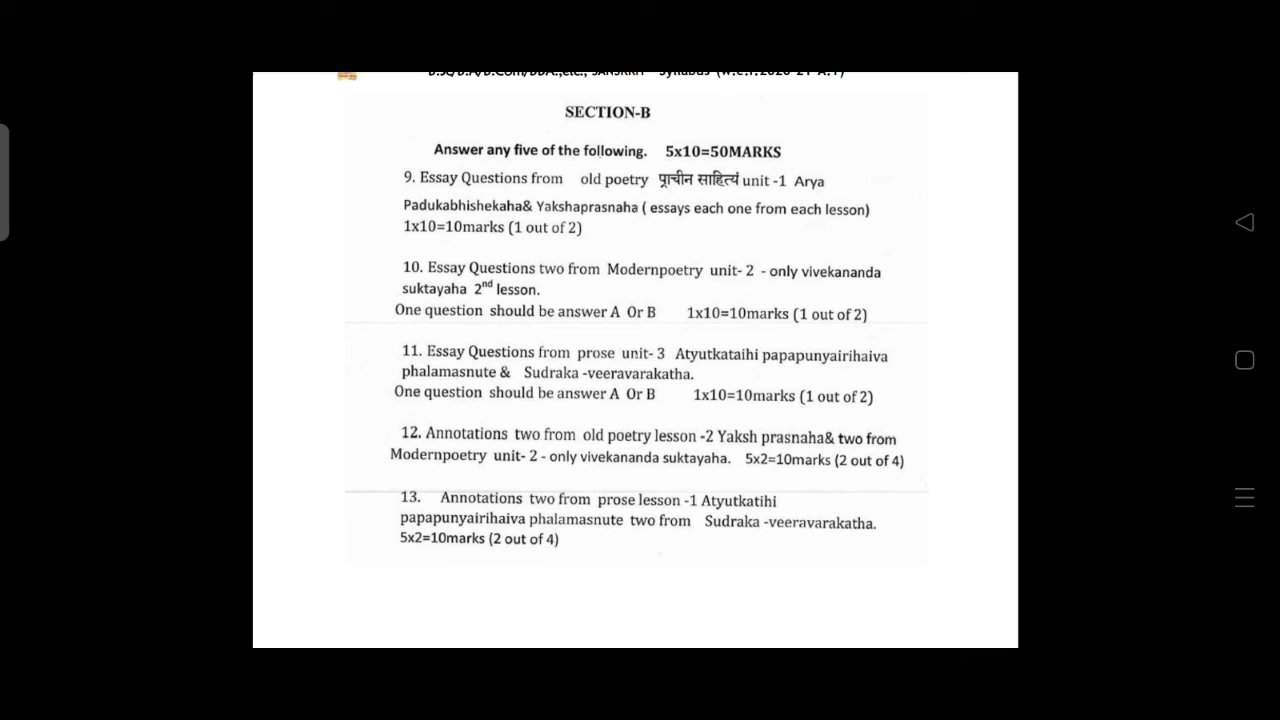 SECTION-B
Answer any five of the following. 5x10=50MARKS
9. Essay Questions from old poetry प्राचीन साहित्यं unit -1 Arya
Padukabhishekaha& Yakshaprasnaha ( essays each one from each lesson)
1x10=10marks (1 out of 2)
10. Essay Questions two from Modernpoetry unit- 2 - only vivekananda
suktayaha 2nd lesson.
One question should be answer A Or B 1x10=10marks (1 out of 2)
11. Essay Questions from prose unit- 3 Atyutkataihi papapunyairihaiva
phalamasnute & Sudraka -veeravarakatha.
One question should be answer A Or B 1x10=10marks (1 out of 2)
12. Annotations two from old poetry lesson -2 Yaksh prasnaha& two from
Modernpoetry unit- 2 - only vivekananda suktayaha. 5x2=10marks (2 out of 4)
13. Annotations two from prose lesson -1 Atyutkatihi
papapunyairihaiva phalamasnute two from Sudraka -veeravarakatha.
5x2=10marks (2 out of 4)